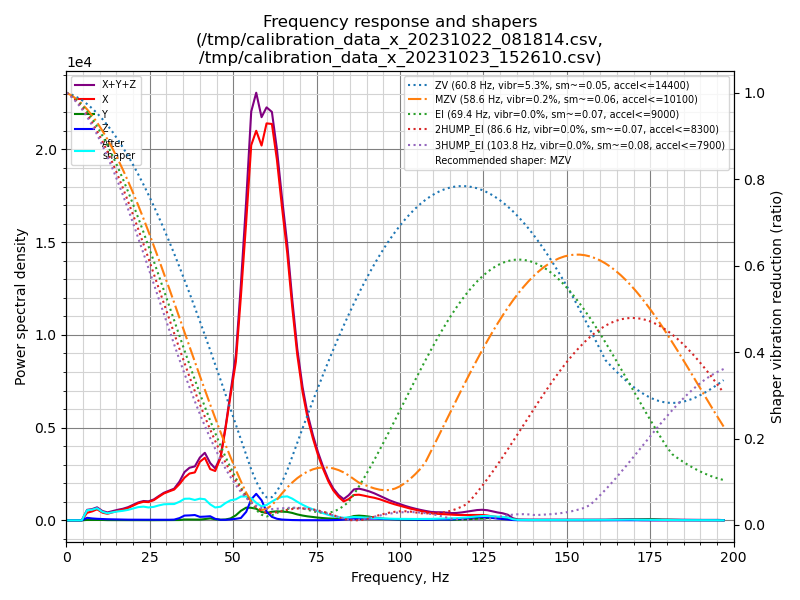 Frequency response and shapers
(/tmp/calibration_data_x_20231022_081814.csv,
/tmp/calibration_data_x_20231023_152610.csv)
1e4
X+Y+Z
X
Y
Z
After
shaper
ZV (60.8 Hz, vibr=5.3%, sm~=0.05, accel<=14400)
MZV (58.6 Hz, vibr=0.2%, sm~=0.06, accel<=10100)
EI (69.4 Hz, vibr=0.0%, sm~=0.07, accel<=9000)
2HUMP_EI (86.6 Hz, vibr=0.0%, sm~=0.07, accel<=8300)
3HUMP_EI (103.8 Hz, vibr=0.0%, sm~=0.08, accel<=7900)
Recommended shaper: MZV
Power spectral density
2.0
1.5
1.0
0.5
0.0
1.0
0.8
0.6
0.4
0.2
0.0
Shaper vibration reduction (ratio)
0 25 50 75 100 125 150 175 200
Frequency, Hz